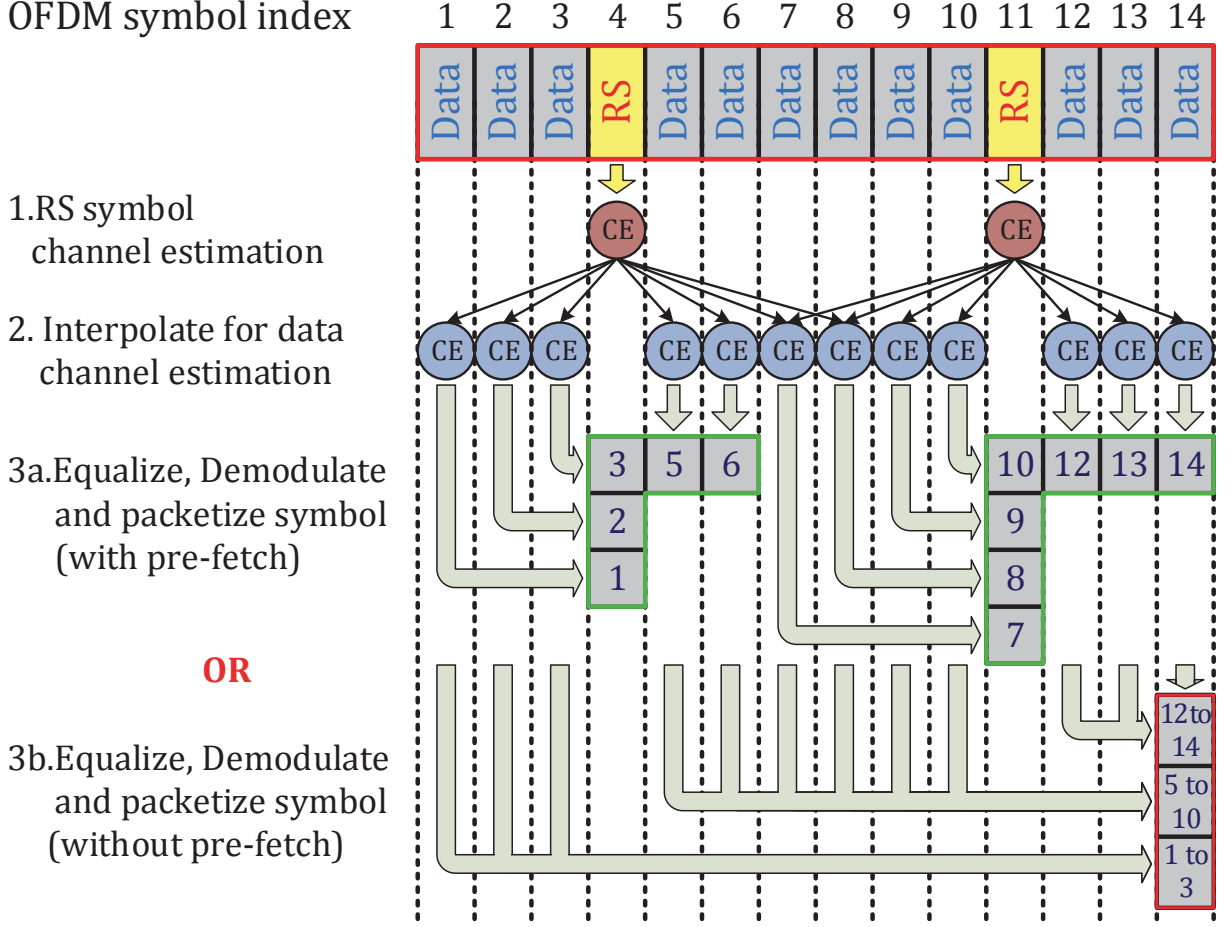 OFDM symbol index 1 2 3 4 5 6 7 8 9 10 11 12 13 14
Data Data Data RS Data Data Data Data Data Data RS Data Data Data
1.RS symbol
channel estimation
CE CE
2. Interpolate for data
channel estimation
CE CE CE CE CE CE CE CE CE CE CE CE
3a.Equalize, Demodulate
and packetize symbol
(with pre-fetch)
3 5 6 10 12 13 14
2 9
1 8
7
OR
3b.Equalize, Demodulate
and packetize symbol
(without pre-fetch)
12to
14
5 to
10
1 to
3